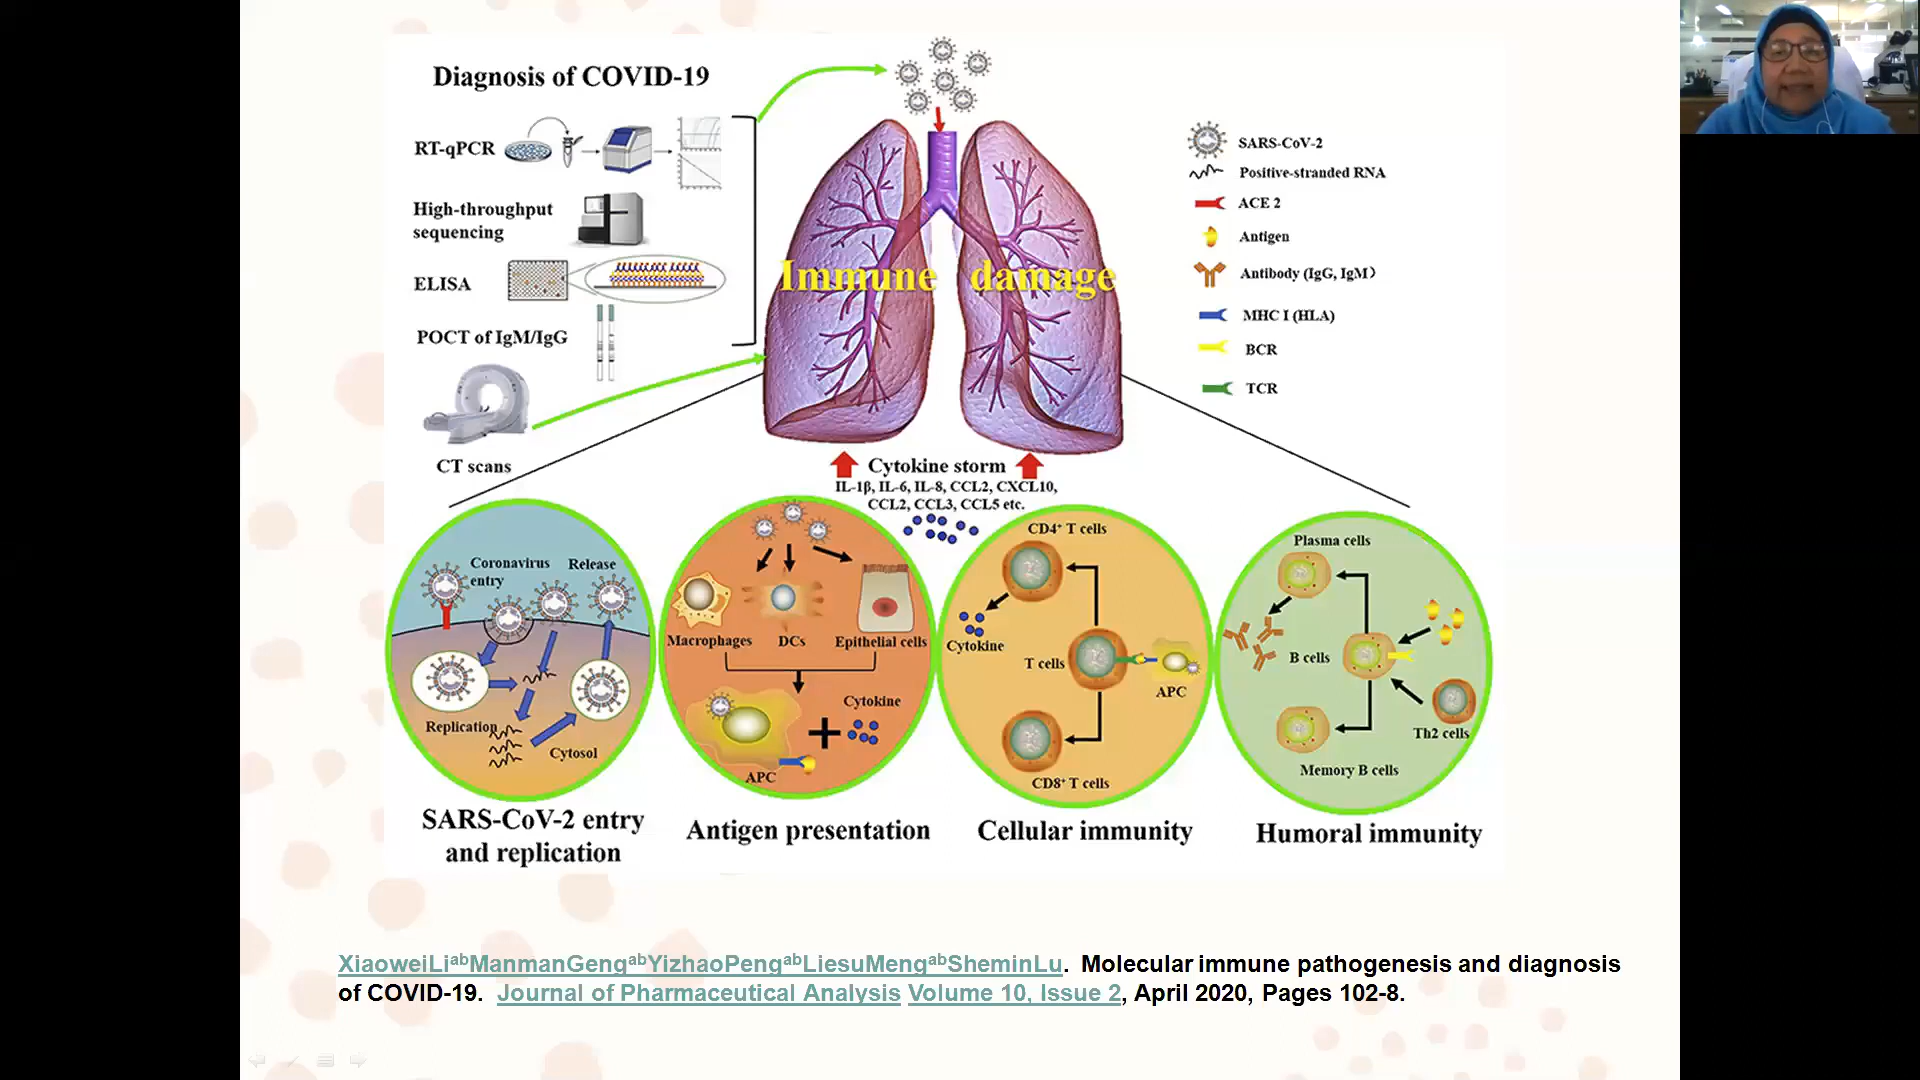 Diagnosis of COVID-19
RT-qPCR
High-throughput
sequencing
ELISA
POCT of IgM/IgG
CT scans
Immune damage
SARS-CoV-2
Positive-stranded RNA
ACE 2
Antigen
Antibody (IgG, IgM)
MHC I (HLA)
BCR
TCR
Cytokine storm
IL-1β, IL-6, IL-8, CCL2, CXCL10,
CCL2, CCL3, CCL5 etc.
Coronavirus
entry
Release
Replication
Cytosol
SARS-CoV-2 entry
and replication
Macrophages
DCs
Epithelial cells
Cytokine
APC
Antigen presentation
CD4⁺ T cells
Cytokine
T cells
APC
CD8⁺ T cells
Cellular immunity
Plasma cells
B cells
Th2 cells
Memory B cells
Humoral immunity
XiaoweiLiᵃᵇManmanGengᵃᵇYizhaoPengᵃᵇLiesuMengᵃᵇSheminLu. Molecular immune pathogenesis and diagnosis
of COVID-19. Journal of Pharmaceutical Analysis Volume 10, Issue 2, April 2020, Pages 102-8.